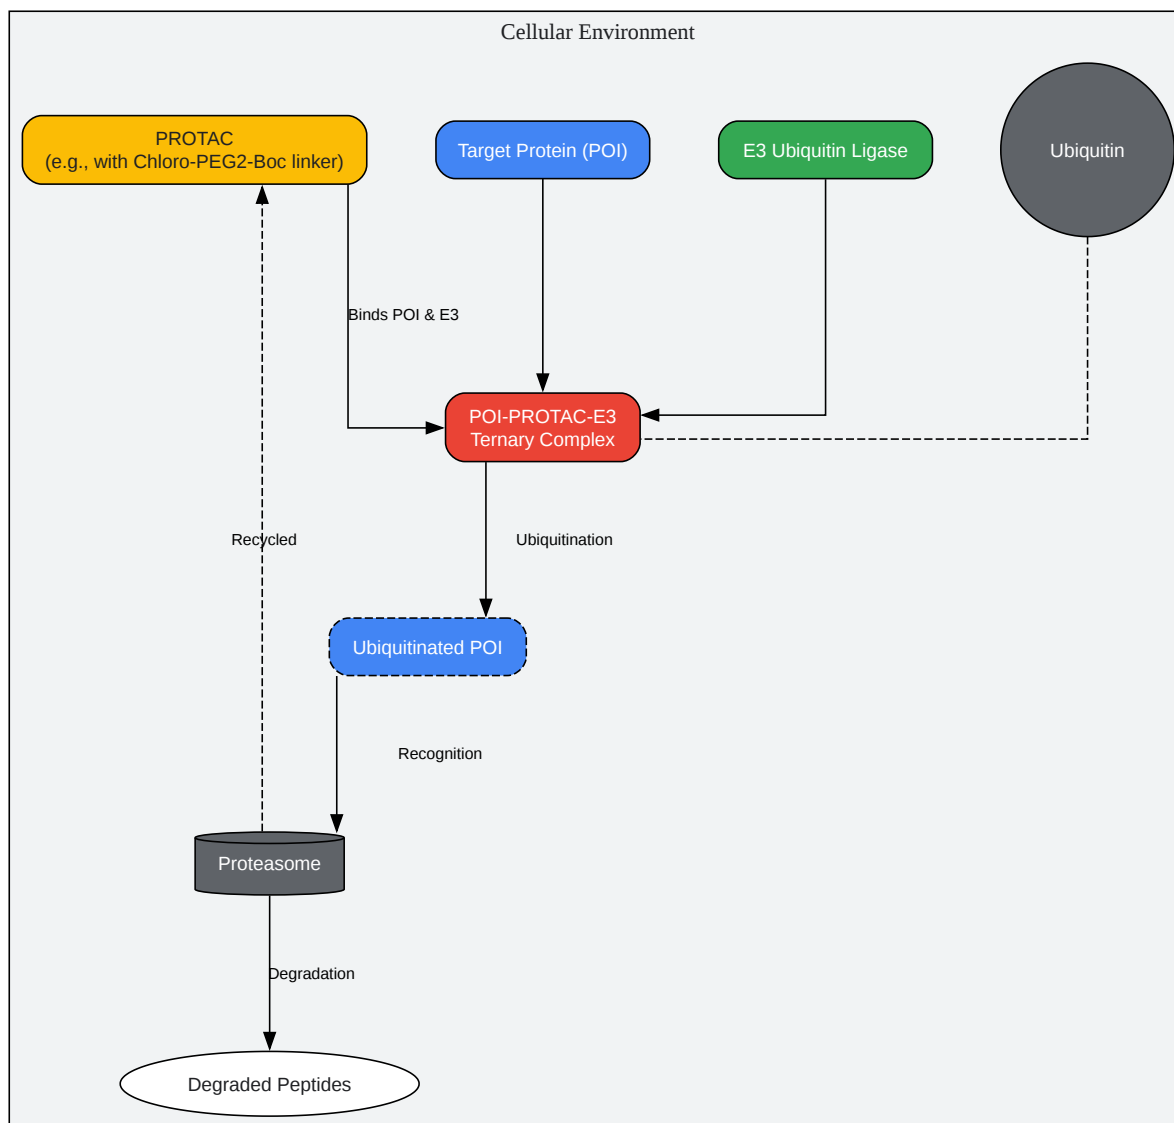 Cellular Environment
PROTAC
(e.g., with Chloro-PEG2-Boc linker)
Target Protein (POI)
E3 Ubiquitin Ligase
Ubiquitin
Binds POI & E3
POI-PROTAC-E3
Ternary Complex
Recycled
Ubiquitination
Ubiquitinated POI
Recognition
Proteasome
Degradation
Degraded Peptides